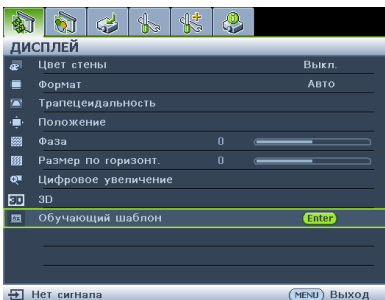 ДИСПЛЕЙ
Цвет стены Выкл.
Формат Авто
Трапецеидальность
Положение
Фаза 0
Размер по горизонт. 0
Цифровое увеличение
3D 3D
Обучающий шаблон Enter
Нет сигнала MENU Выход